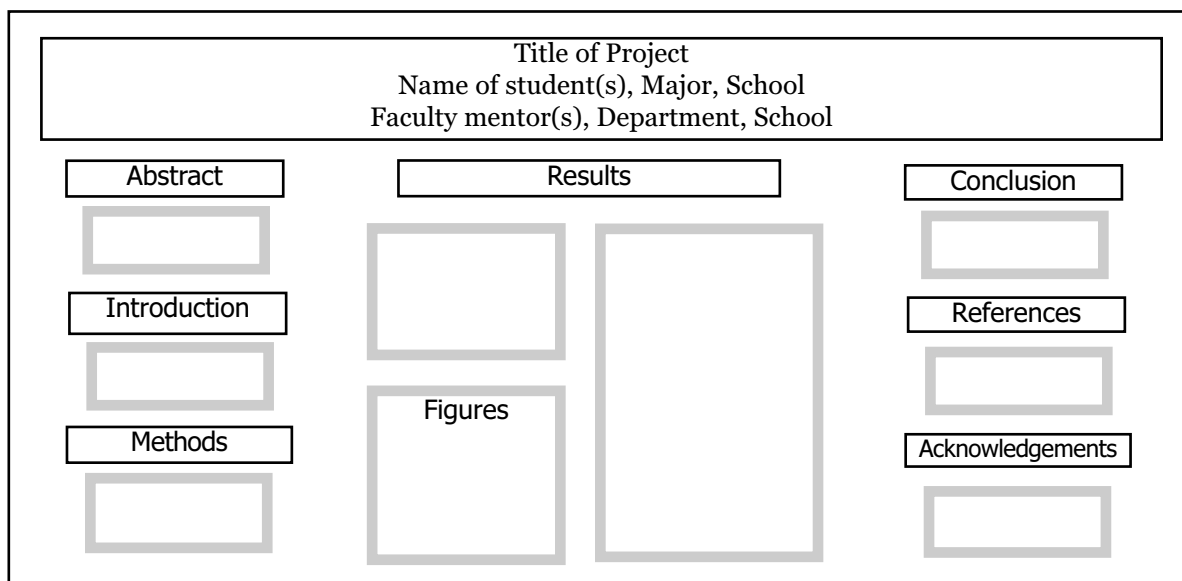 Title of Project
Name of student(s), Major, School
Faculty mentor(s), Department, School
Abstract
Introduction
Methods
Results
Figures
Conclusion
References
Acknowledgements